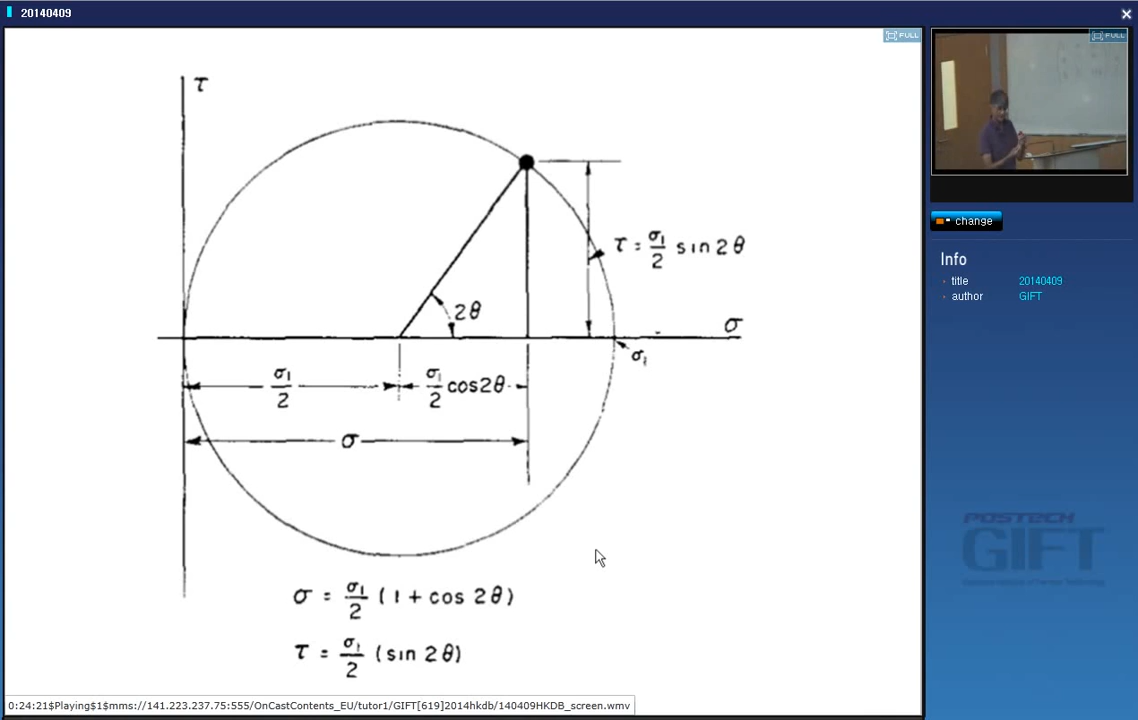 20140409
FULL
FULL
τ
τ = σ₁/2 sin 2θ
2θ
σ
σ₁
σ₁/2
σ₁/2 cos2θ
σ
σ = σ₁/2 (1 + cos 2θ)
τ = σ₁/2 (sin 2θ)
change
Info
title 20140409
author GIFT
POSTECH
GIFT
0:24:21$Playing$1$mms://141.223.237.75:555/OnCastContents_EU/tutor1/GIFT[619]2014hkdb/140409HKDB_screen.wmv